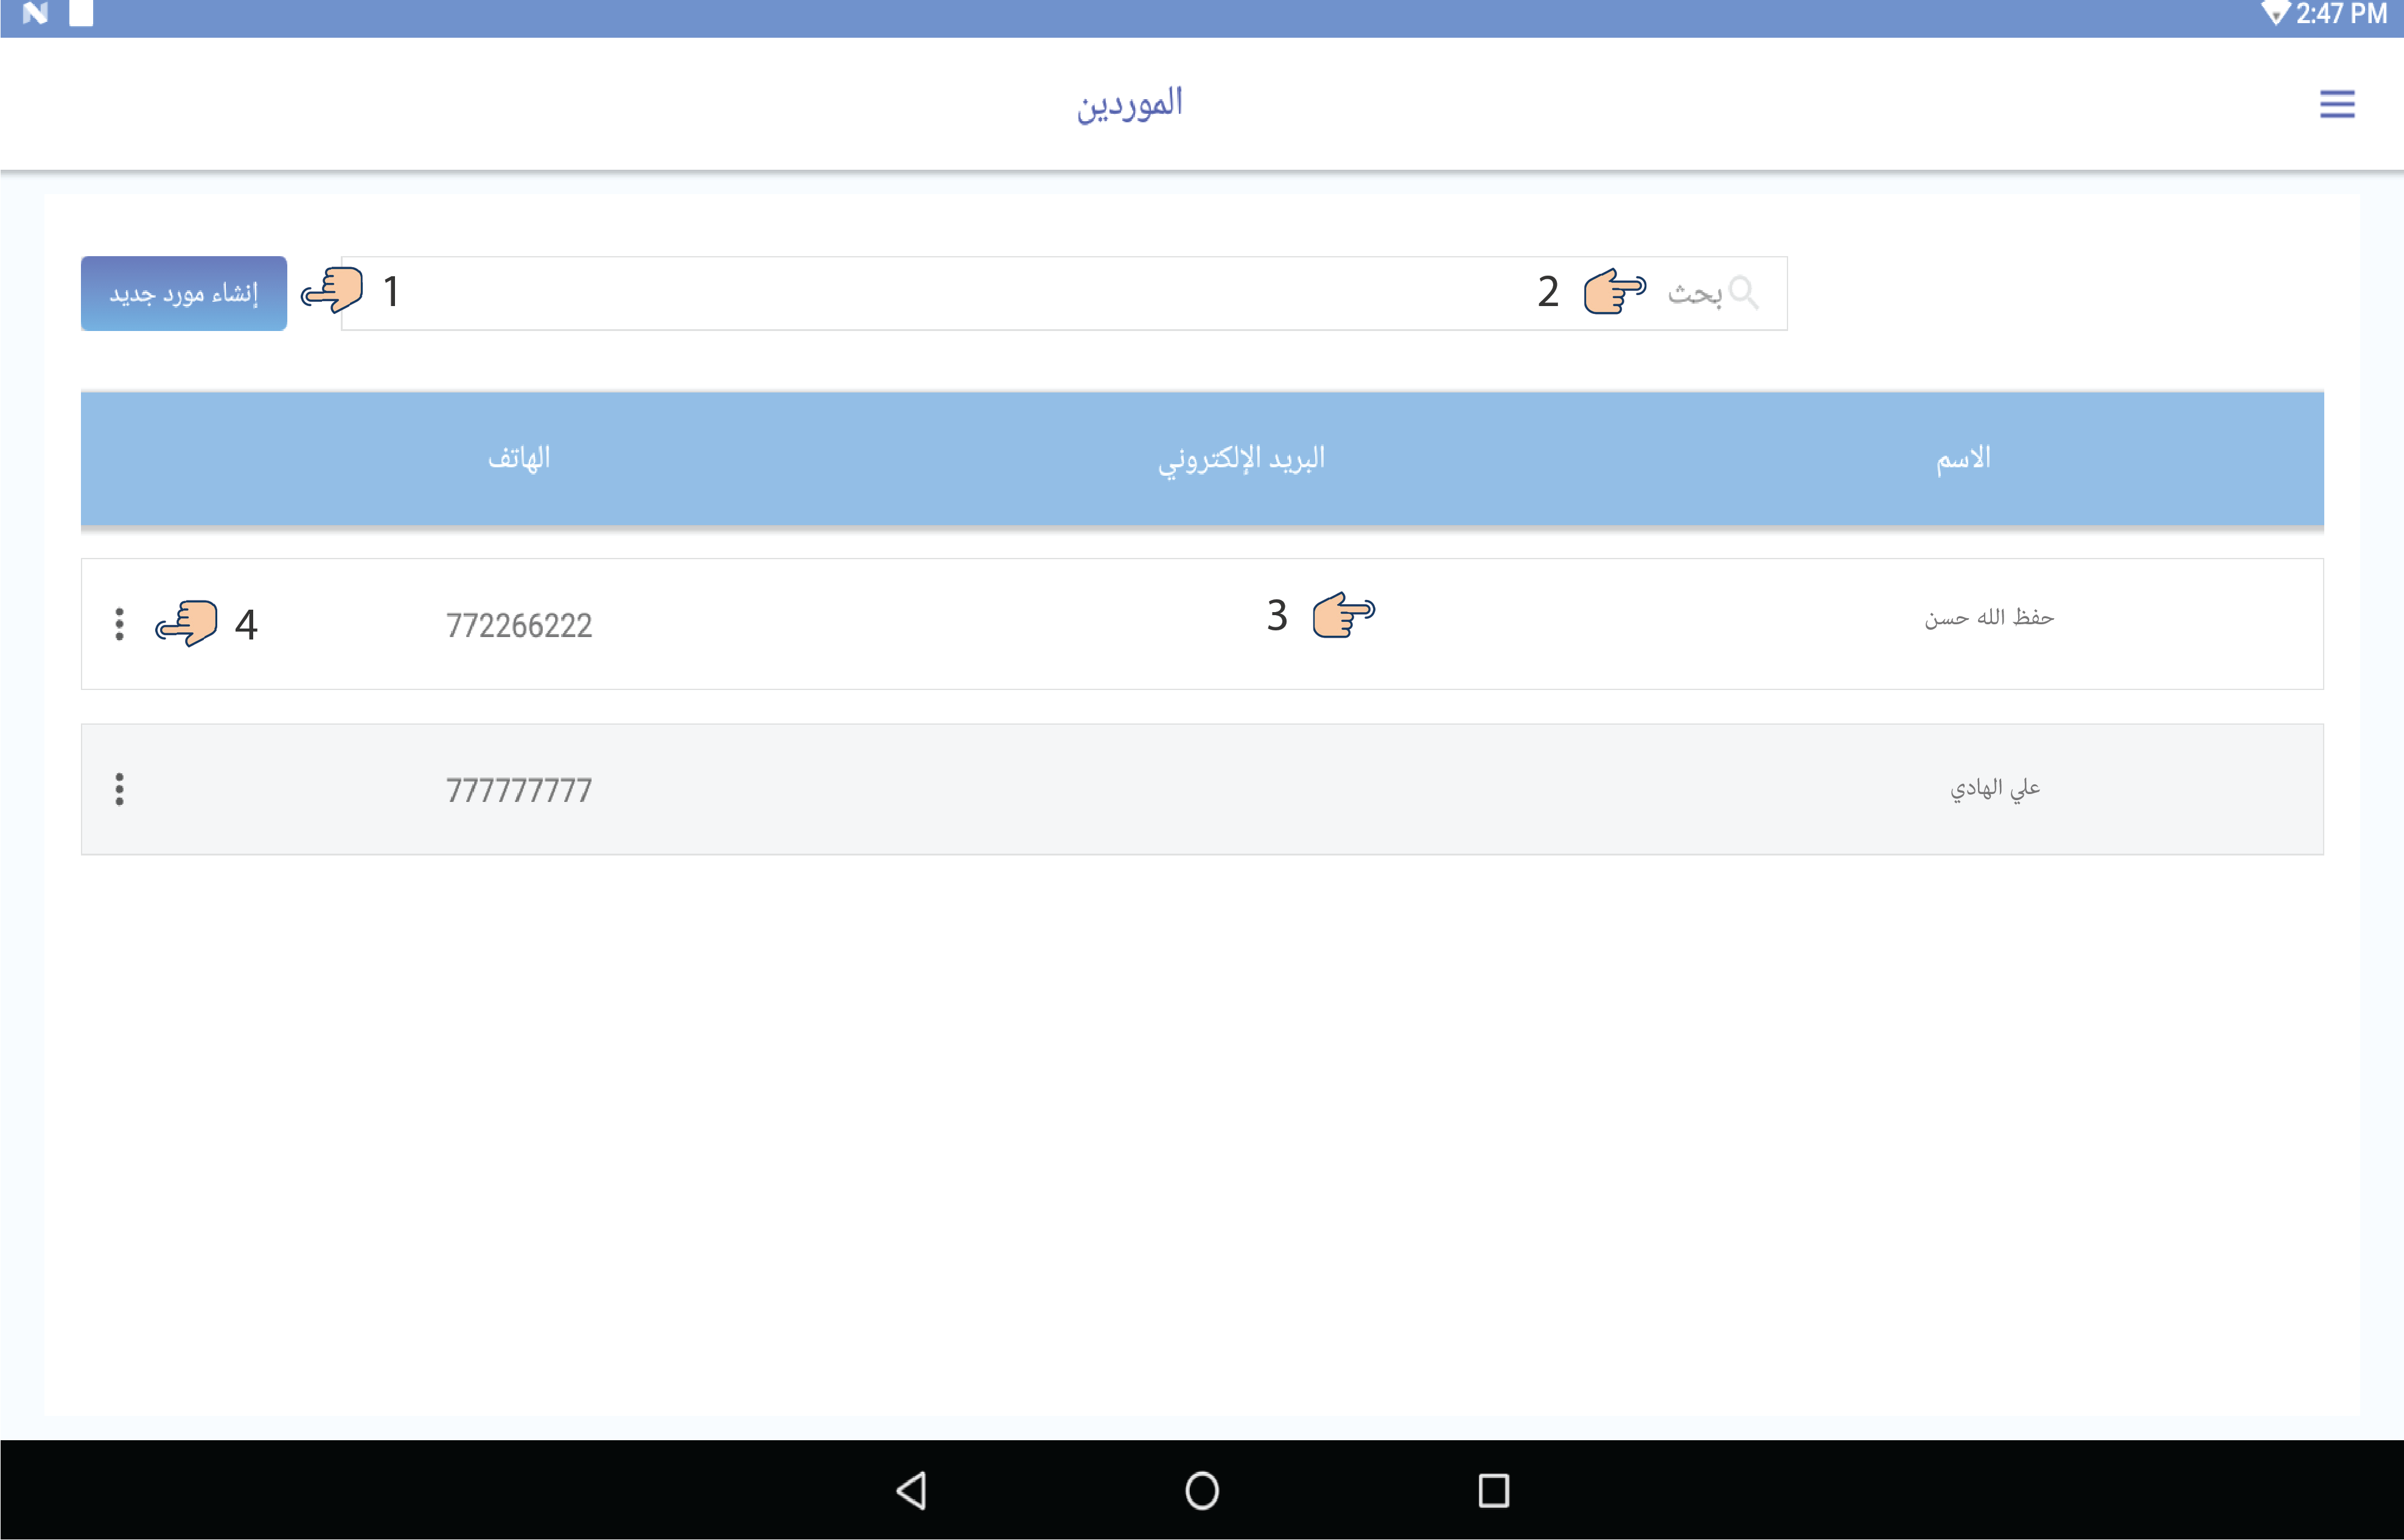 2:47 PM
الموردين
بحث 2
1 إنشاء مورد جديد
الاسم البريد الإلكتروني الهاتف
حفظ الله حسن 3 772266222 4
علي الهادي 777777777